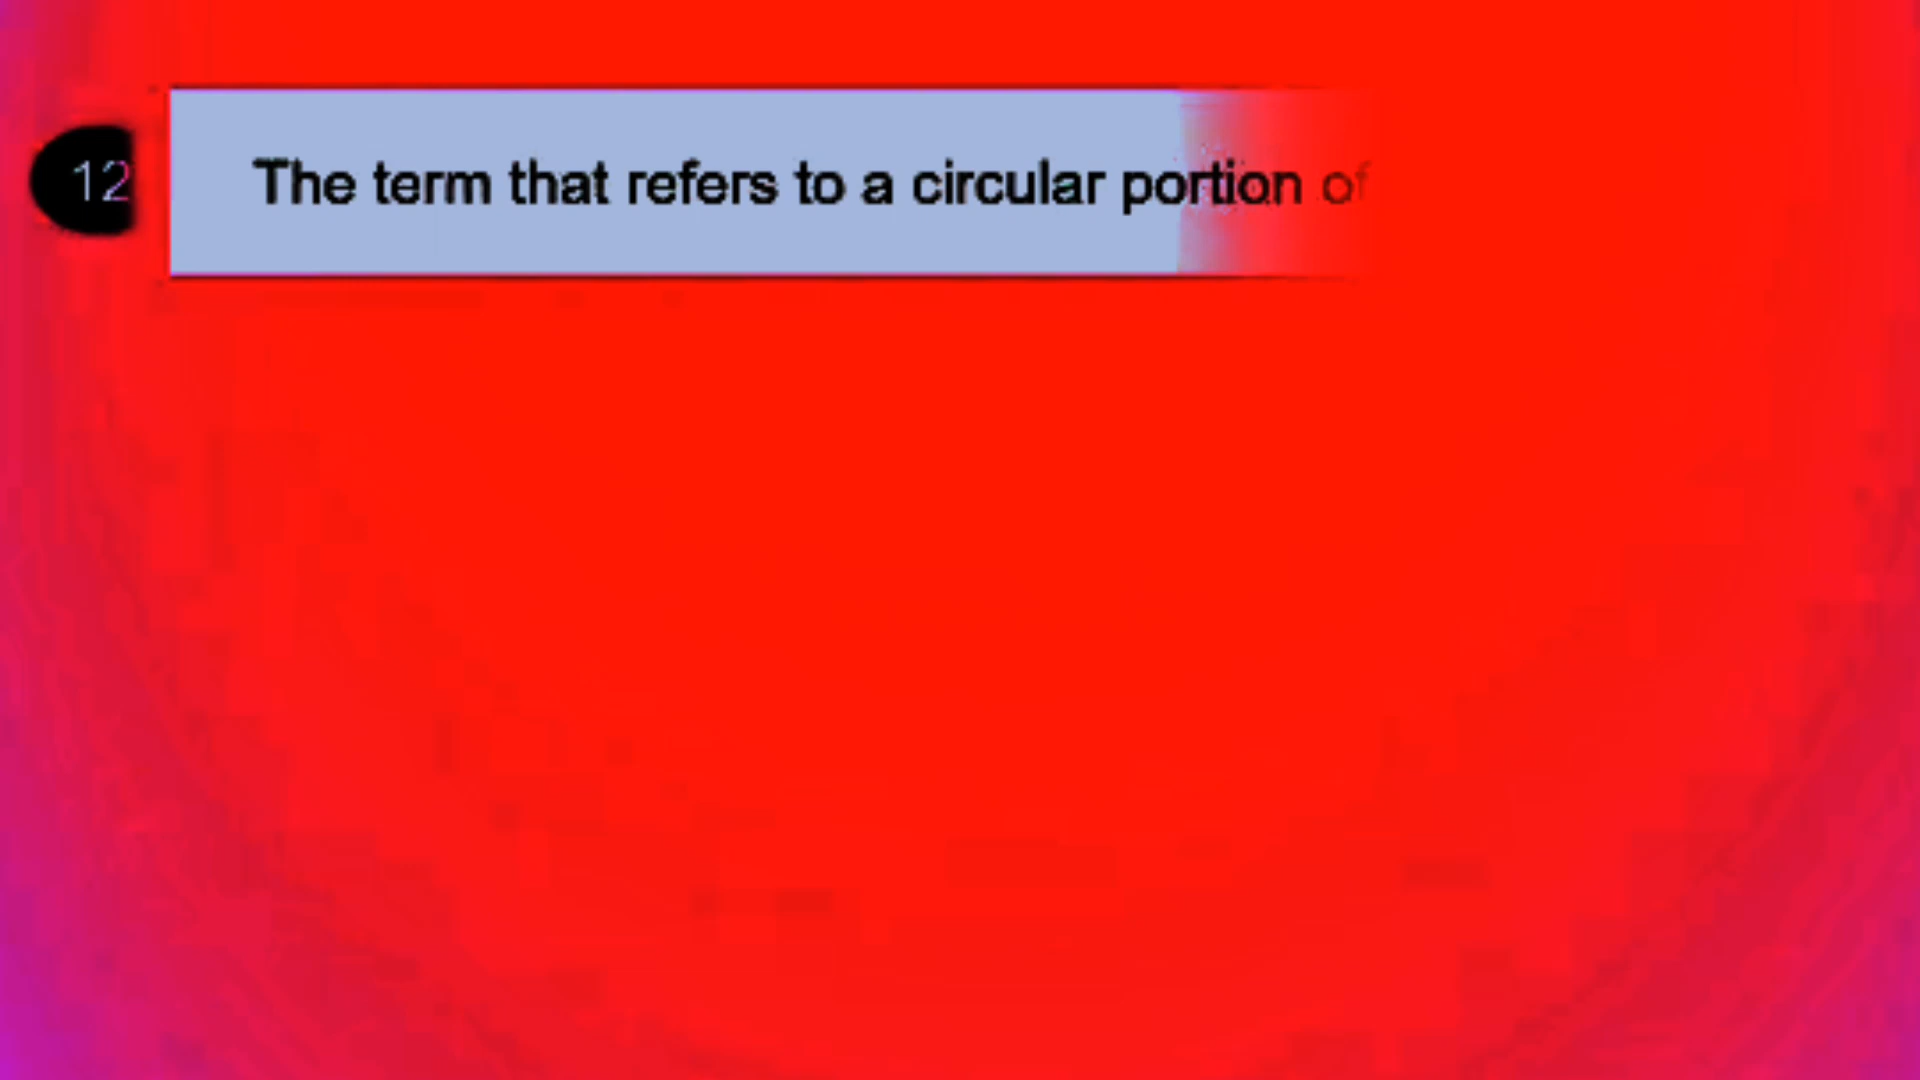 12
The term that refers to a circular portion of